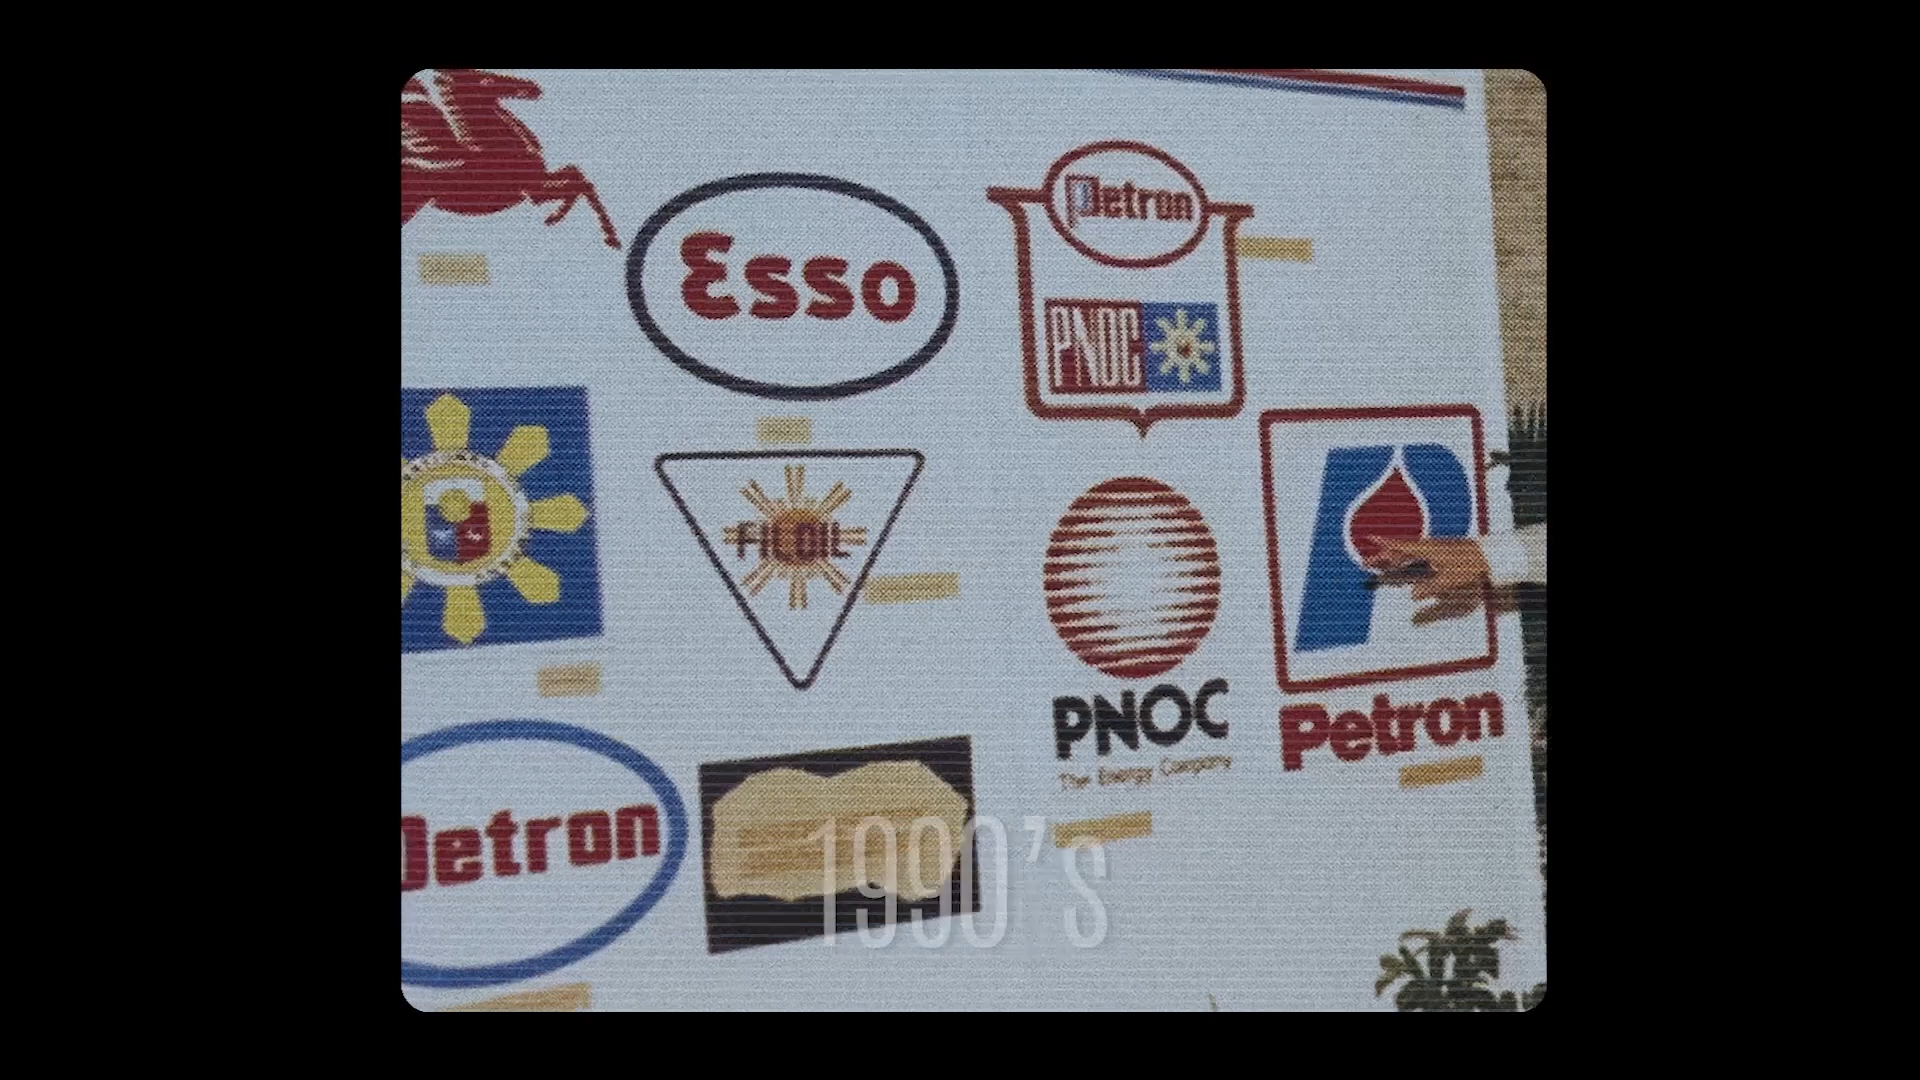 Esso
Petron
PNOC
FILOIL
PNOC
The Energy Company
Petron
Petron
1990's